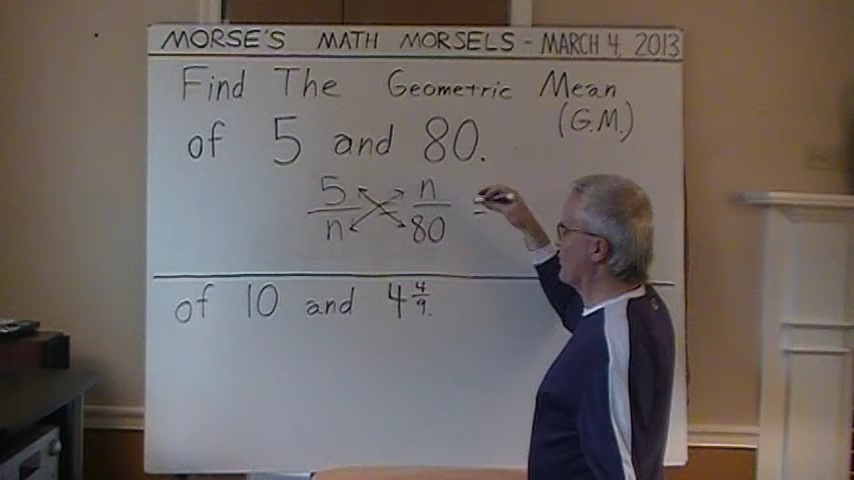 MORSE'S MATH MORSELS - MARCH 4, 2013
Find The Geometric Mean
(G.M.)
of 5 and 80.
5/n = n/80 =
of 10 and 4 4/9.